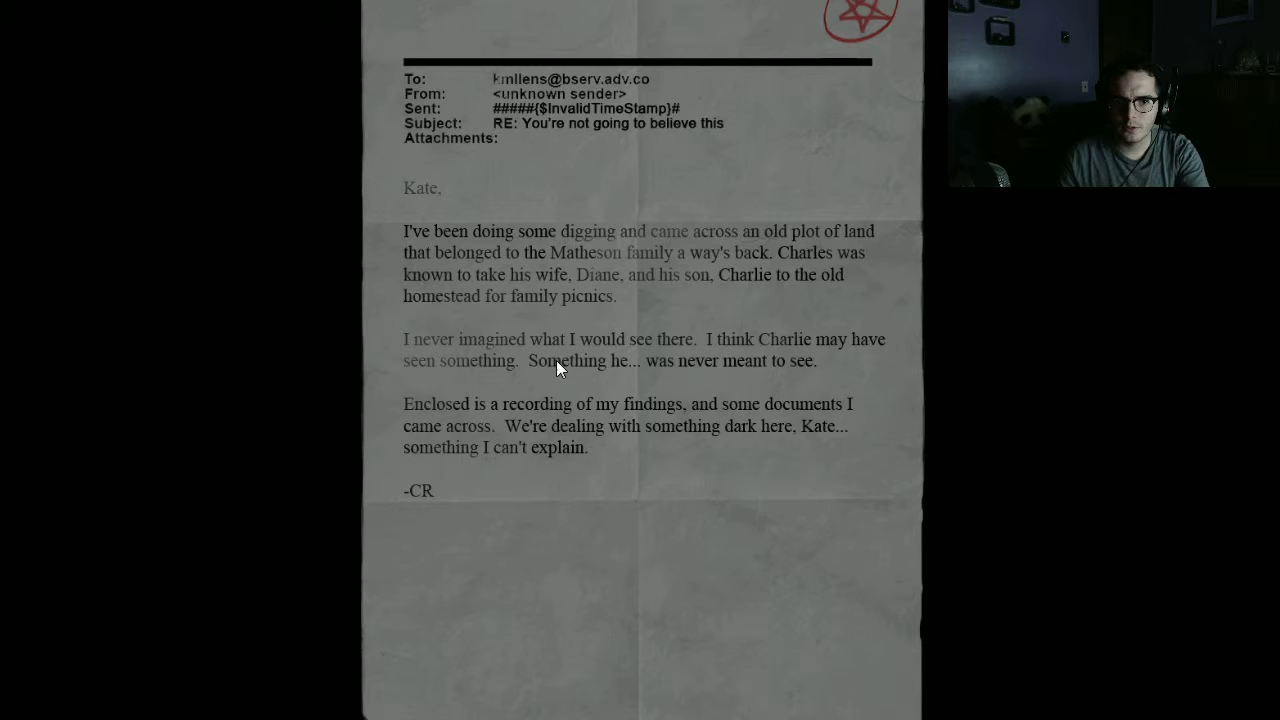 To: kmllens@bserv.adv.co
From: <unknown sender>
Sent: #####{$InvalidTimeStamp}#
Subject: RE: You're not going to believe this
Attachments:
Kate,
I've been doing some digging and came across an old plot of land
that belonged to the Matheson family a way's back. Charles was
known to take his wife, Diane, and his son, Charlie to the old
homestead for family picnics.
I never imagined what I would see there.  I think Charlie may have
seen something.  Something he... was never meant to see.
Enclosed is a recording of my findings, and some documents I
came across.  We're dealing with something dark here, Kate...
something I can't explain.
-CR